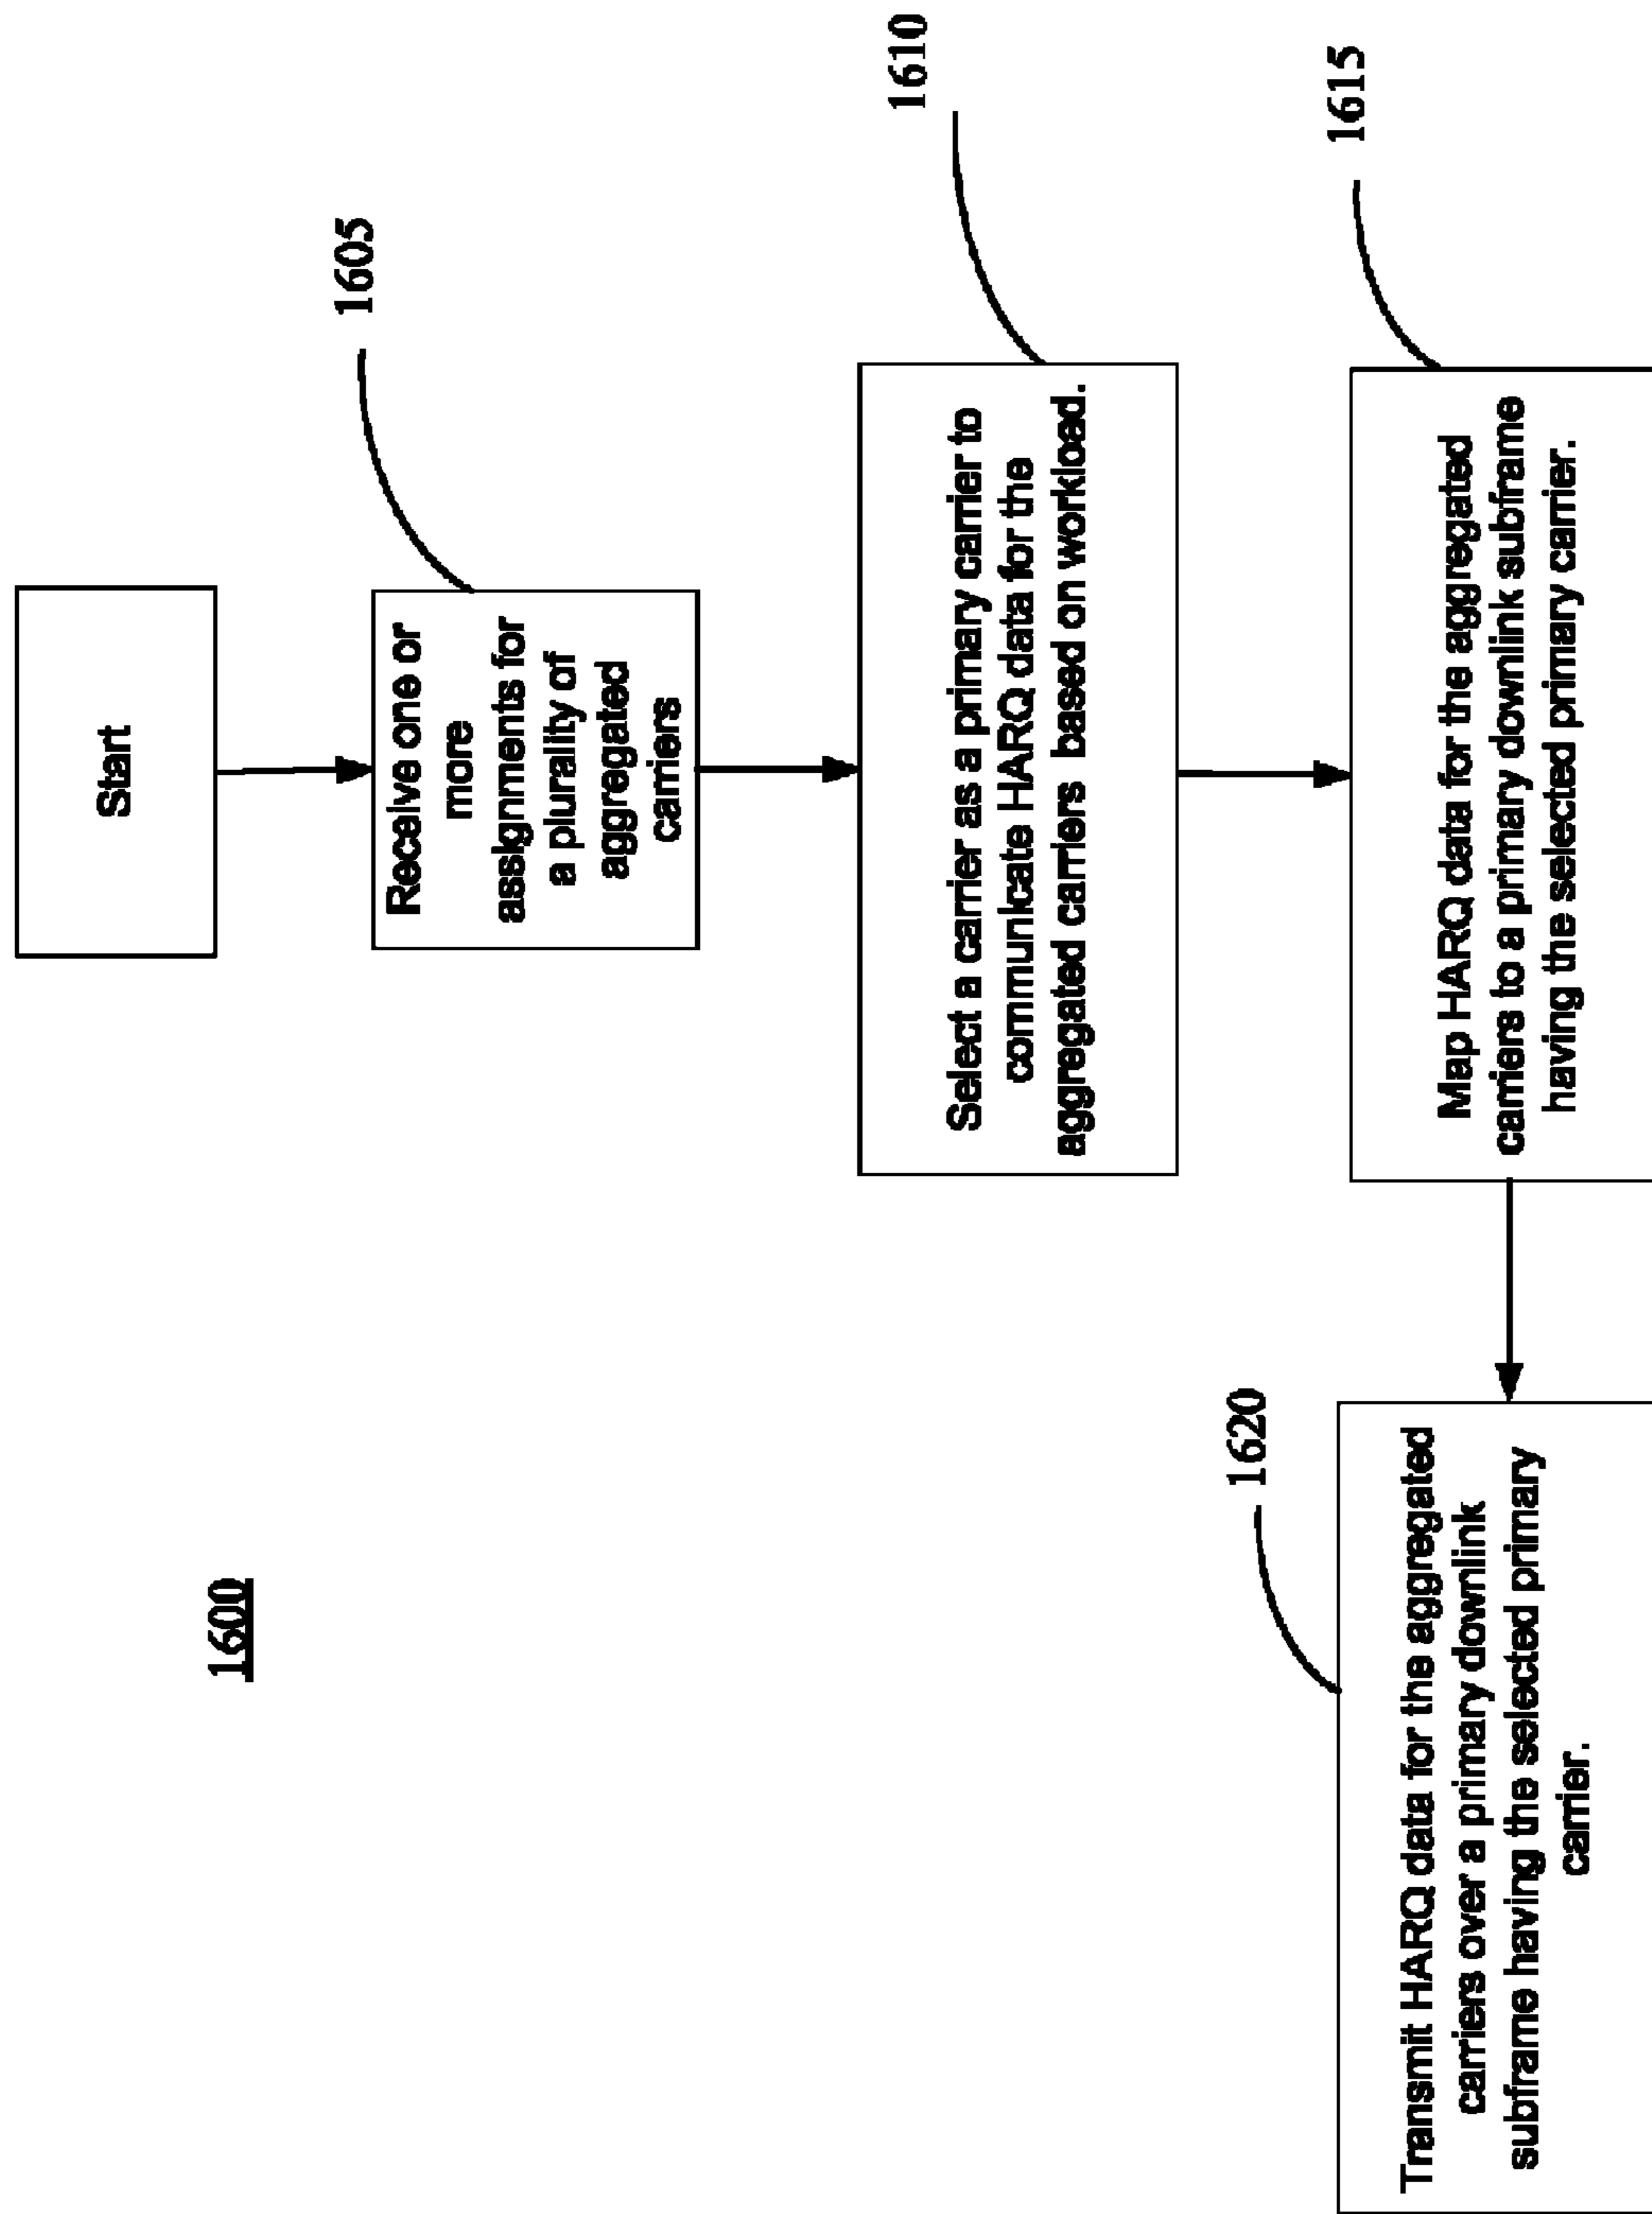 1600
Start
1605
Receive one or
more
assignments for
a plurality of
aggregated
carriers
1610
Select a carrier as a primary carrier to
communicate HARQ data for the
aggregated carriers based on workload.
1615
Map HARQ data for the aggregated
carriers to a primary downlink subframe
having the selected primary carrier.
1620
Transmit HARQ data for the aggregated
carriers over a primary downlink
subframe having the selected primary
carrier.